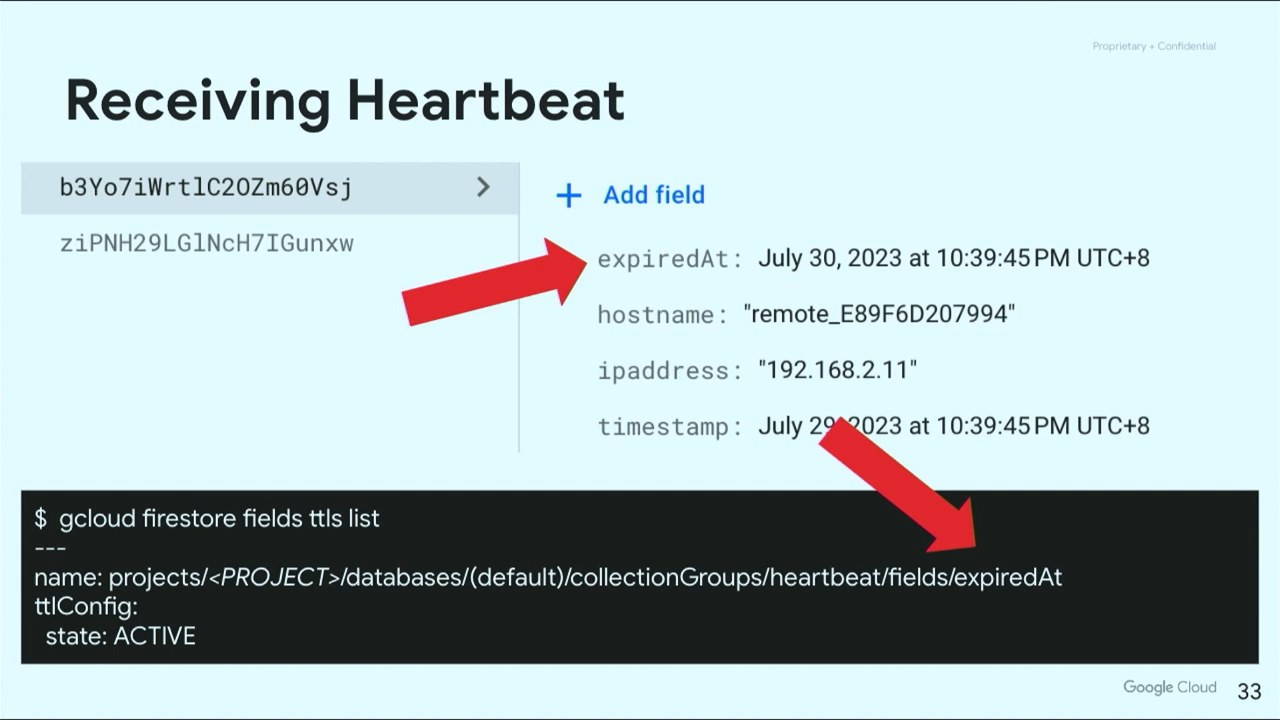 Proprietary + Confidential
Receiving Heartbeat
b3Yo7iWrtlC2OZm60Vsj
ziPNH29LGlNcH7IGunxw
+ Add field
expiredAt: July 30, 2023 at 10:39:45 PM UTC+8
hostname: "remote_E89F6D207994"
ipaddress: "192.168.2.11"
timestamp: July 29, 2023 at 10:39:45 PM UTC+8
$ gcloud firestore fields ttls list
---
name: projects/<PROJECT>/databases/(default)/collectionGroups/heartbeat/fields/expiredAt
ttlConfig:
state: ACTIVE
Google Cloud
33